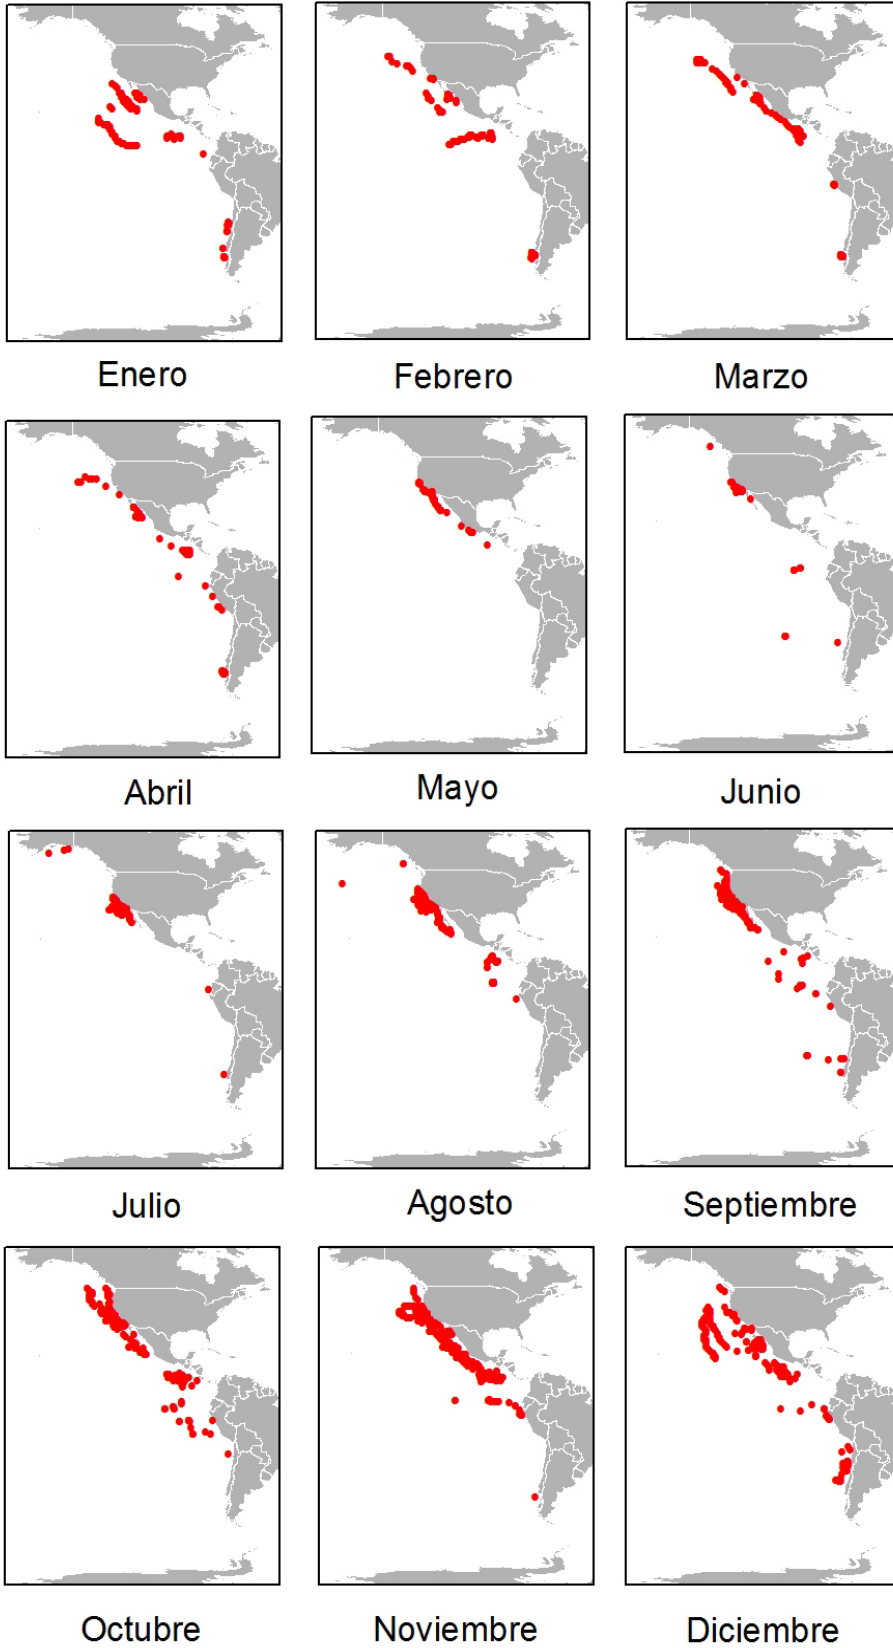 Enero
Febrero
Marzo
Abril
Mayo
Junio
Julio
Agosto
Septiembre
Octubre
Noviembre
Diciembre